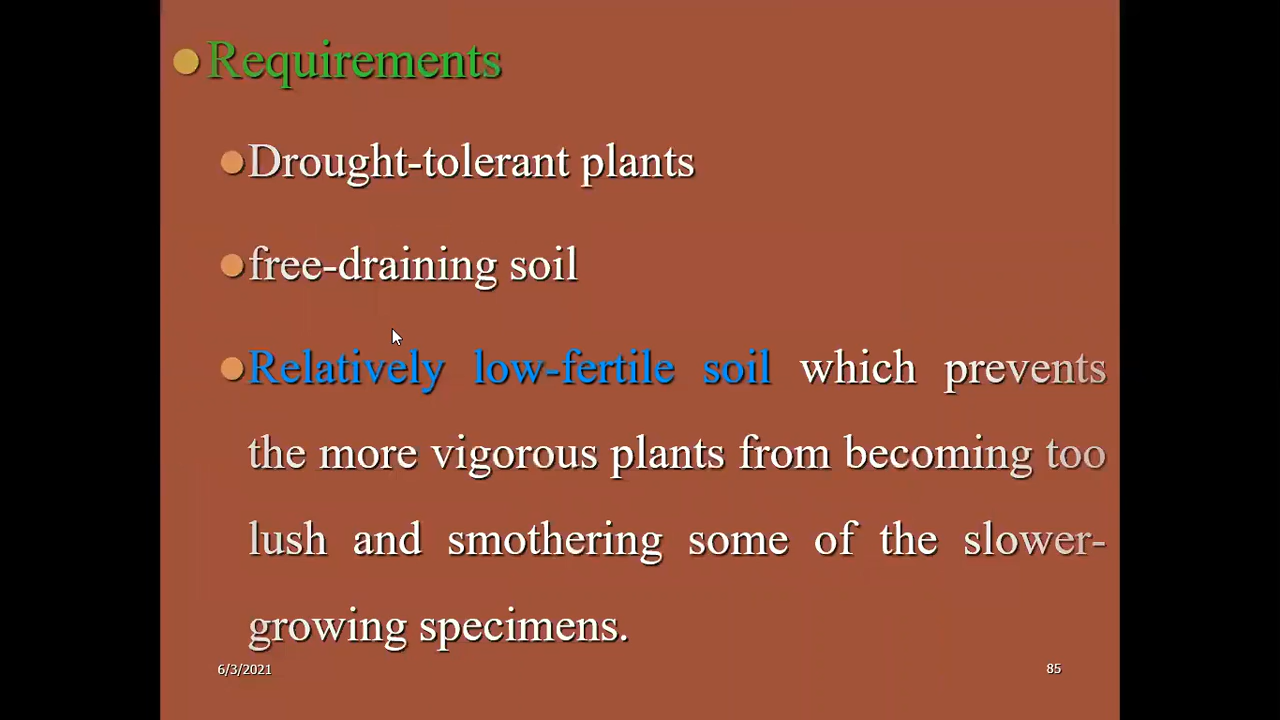 Requirements
Drought-tolerant plants
free-draining soil
Relatively low-fertile soil which prevents
the more vigorous plants from becoming too
lush and smothering some of the slower-
growing specimens.
6/3/2021
85